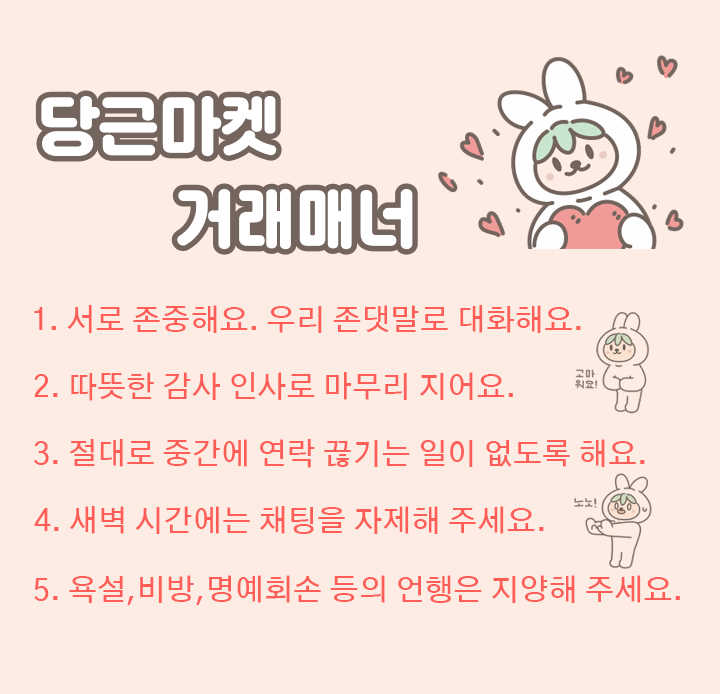 당근마켓
거래매너
1. 서로 존중해요. 우리 존댓말로 대화해요.
고마
워요!
2. 따뜻한 감사 인사로 마무리 지어요.
3. 절대로 중간에 연락 끊기는 일이 없도록 해요.
노노!
4. 새벽 시간에는 채팅을 자제해 주세요.
5. 욕설,비방,명예회손 등의 언행은 지양해 주세요.